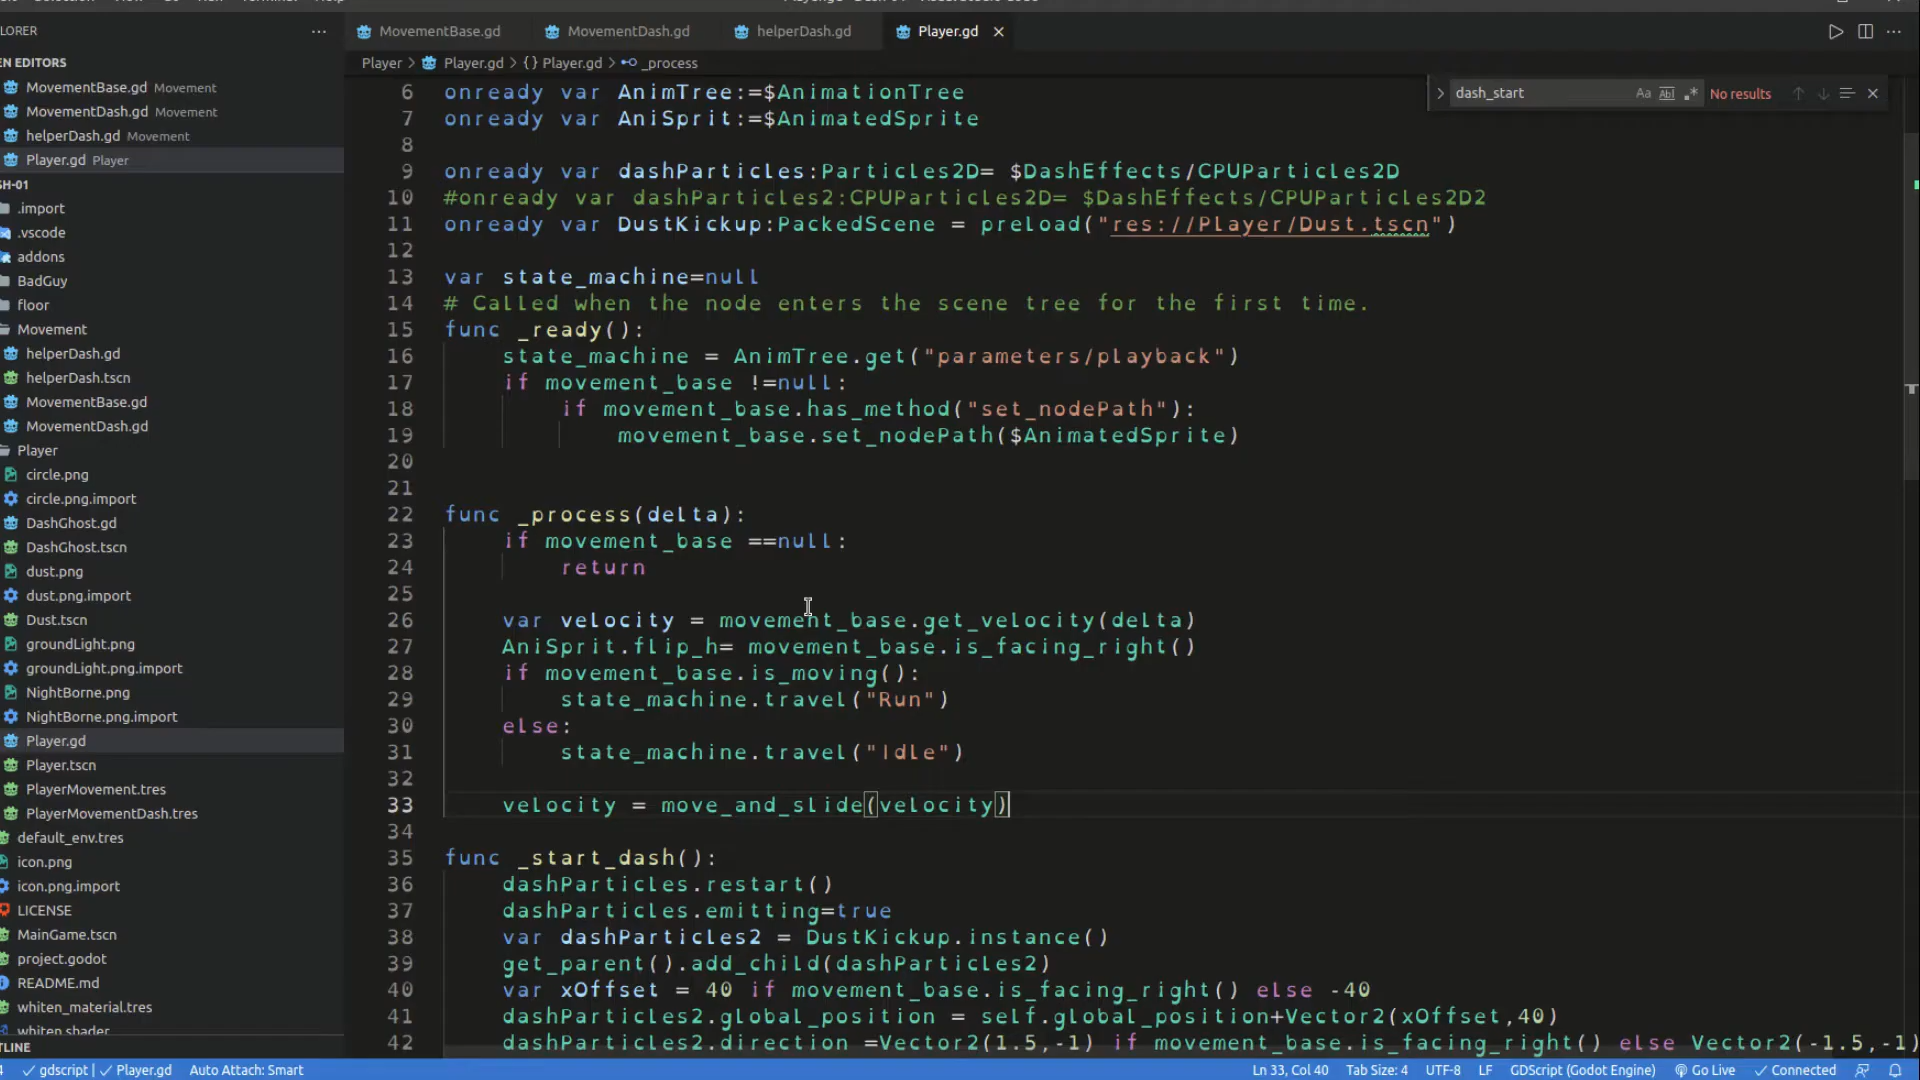 LORER
MovementBase.gd
MovementDash.gd
helperDash.gd
Player.gd
EN EDITORS
Player
Player.gd
Player.gd
_process
MovementBase.gd Movement
MovementDash.gd Movement
helperDash.gd Movement
Player.gd Player
SH-01
.import
.vscode
addons
BadGuy
floor
Movement
helperDash.gd
helperDash.tscn
MovementBase.gd
MovementDash.gd
Player
circle.png
circle.png.import
DashGhost.gd
DashGhost.tscn
dust.png
dust.png.import
Dust.tscn
groundLight.png
groundLight.png.import
NightBorne.png
NightBorne.png.import
Player.gd
Player.tscn
PlayerMovement.tres
PlayerMovementDash.tres
default_env.tres
icon.png
icon.png.import
LICENSE
MainGame.tscn
project.godot
README.md
whiten_material.tres
whiten.shader
TLINE
dash_start
Aa
No results
6 onready var AnimTree:=$AnimationTree
7 onready var AniSprit:=$AnimatedSprite
8
9 onready var dashParticles:Particles2D= $DashEffects/CPUParticles2D
10 #onready var dashParticles2:CPUParticles2D= $DashEffects/CPUParticles2D2
11 onready var DustKickup:PackedScene = preload("res://Player/Dust.tscn")
12
13 var state_machine=null
14 # Called when the node enters the scene tree for the first time.
15 func _ready():
16 state_machine = AnimTree.get("parameters/playback")
17 if movement_base !=null:
18 if movement_base.has_method("set_nodePath"):
19 movement_base.set_nodePath($AnimatedSprite)
20
21
22 func _process(delta):
23 if movement_base ==null:
24 return
25
26 var velocity = movement_base.get_velocity(delta)
27 AniSprit.flip_h= movement_base.is_facing_right()
28 if movement_base.is_moving():
29 state_machine.travel("Run")
30 else:
31 state_machine.travel("Idle")
32
33 velocity = move_and_slide(velocity)
34
35 func _start_dash():
36 dashParticles.restart()
37 dashParticles.emitting=true
38 var dashParticles2 = DustKickup.instance()
39 get_parent().add_child(dashParticles2)
40 var xOffset = 40 if movement_base.is_facing_right() else -40
41 dashParticles2.global_position = self.global_position+Vector2(xOffset,40)
42 dashParticles2.direction =Vector2(1.5,-1) if movement_base.is_facing_right() else Vector2(-1.5,-1)
gdscript | Player.gd Auto Attach: Smart Ln 33, Col 40 Tab Size: 4 UTF-8 LF GDScript (Godot Engine) Go Live Connected